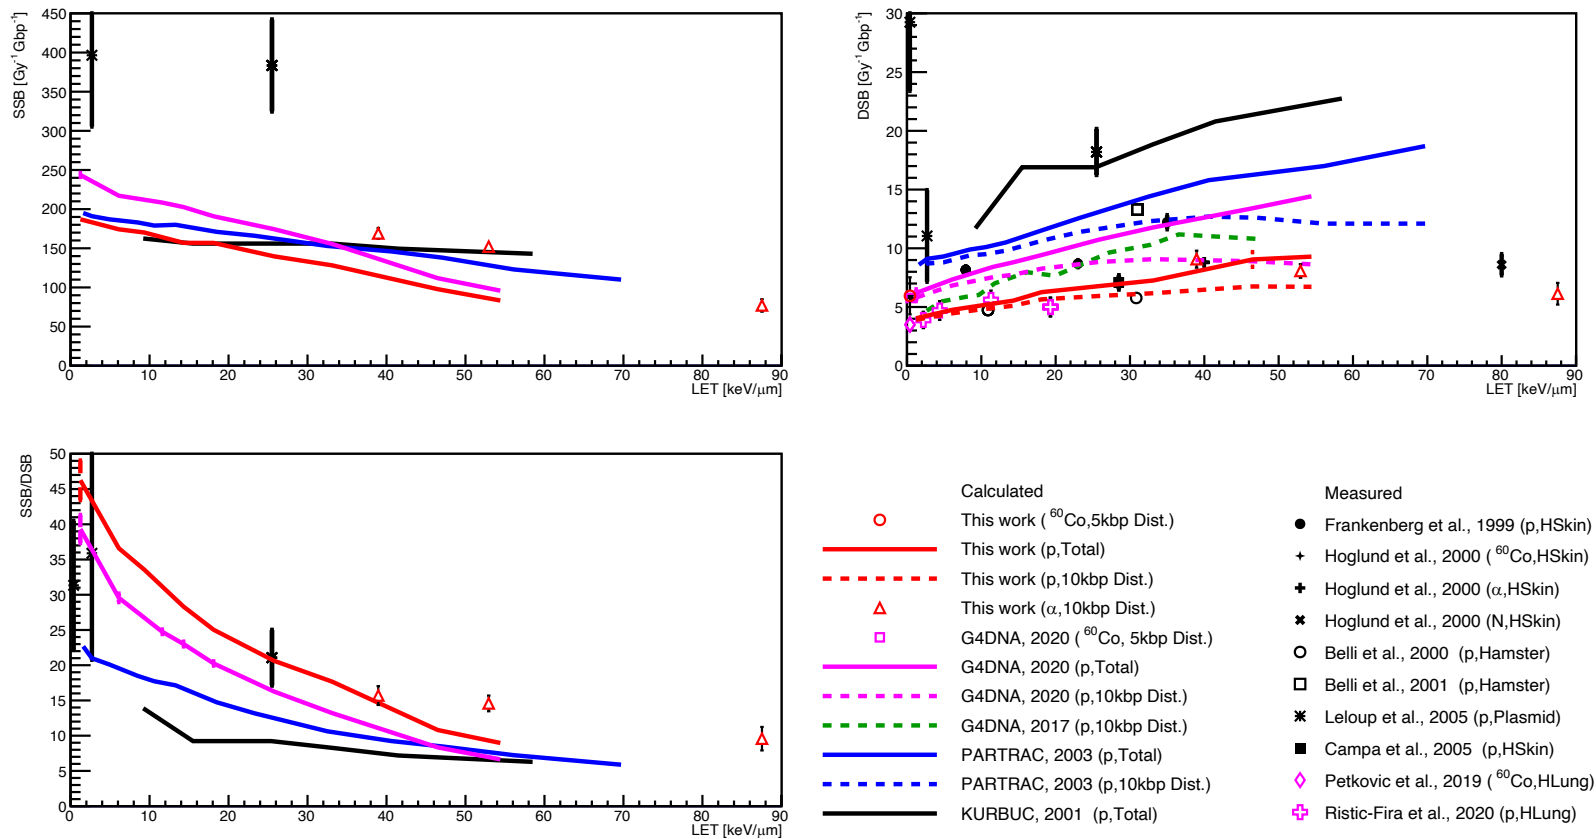 SSB [Gy⁻¹ Gbp⁻¹]
450
400
350
300
250
200
150
100
50
0
0 10 20 30 40 50 60 70 80 90
LET [keV/μm]
DSB [Gy⁻¹ Gbp⁻¹]
30
25
20
15
10
5
0
0 10 20 30 40 50 60 70 80 90
LET [keV/μm]
SSB/DSB
50
45
40
35
30
25
20
15
10
5
0
0 10 20 30 40 50 60 70 80 90
LET [keV/μm]
Calculated
This work (⁶⁰Co,5kbp Dist.)
This work (p,Total)
This work (p,10kbp Dist.)
This work (α,10kbp Dist.)
G4DNA, 2020 (⁶⁰Co, 5kbp Dist.)
G4DNA, 2020 (p,Total)
G4DNA, 2020 (p,10kbp Dist.)
G4DNA, 2017 (p,10kbp Dist.)
PARTRAC, 2003 (p,Total)
PARTRAC, 2003 (p,10kbp Dist.)
KURBUC, 2001 (p,Total)
Measured
Frankenberg et al., 1999 (p,HSkin)
Hoglund et al., 2000 (⁶⁰Co,HSkin)
Hoglund et al., 2000 (α,HSkin)
Hoglund et al., 2000 (N,HSkin)
Belli et al., 2000 (p,Hamster)
Belli et al., 2001 (p,Hamster)
Leloup et al., 2005 (p,Plasmid)
Campa et al., 2005 (p,HSkin)
Petkovic et al., 2019 (⁶⁰Co,HLung)
Ristic-Fira et al., 2020 (p,HLung)